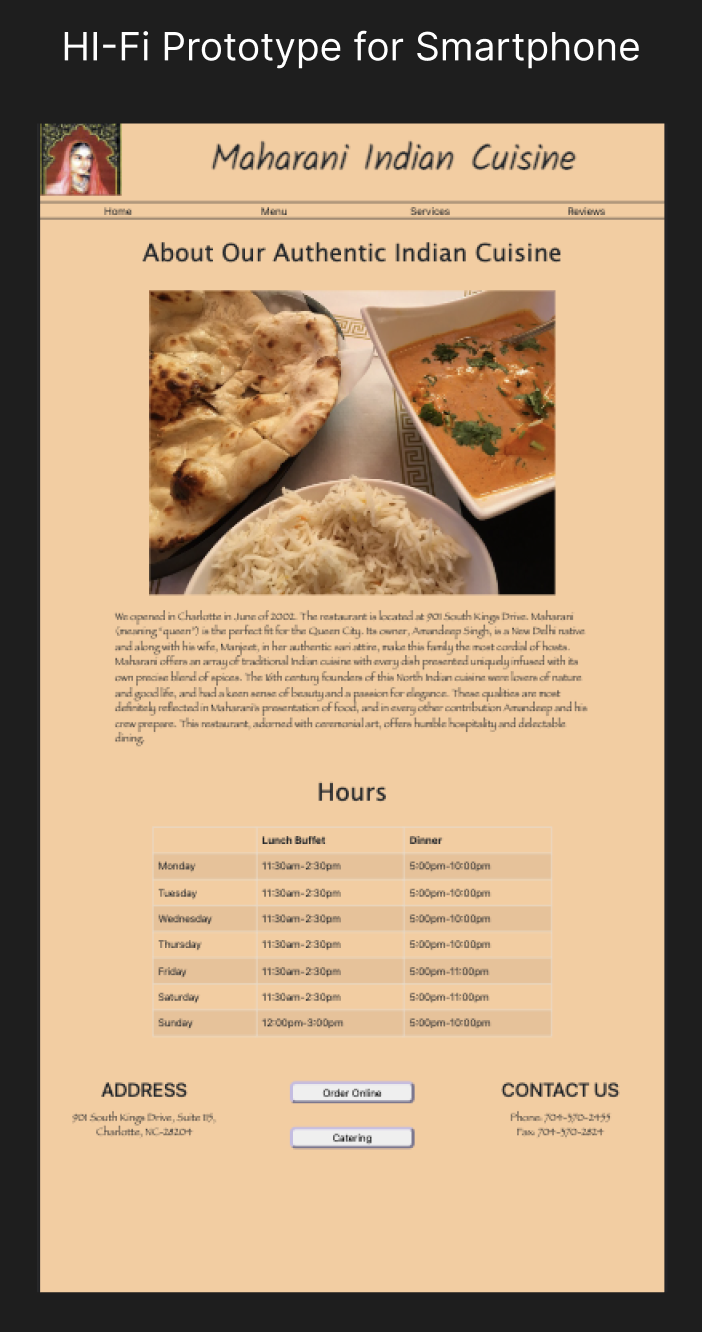 HI-Fi Prototype for Smartphone
Maharani Indian Cuisine
Home Menu Services Reviews
About Our Authentic Indian Cuisine
We opened in Charlotte in June of 2002. The restaurant is located at 901 South Kings Drive. Maharani
(meaning "queen") is the perfect fit for the Queen City. Its owner, Amandeep Singh, is a New Delhi native
and along with his wife, Manjeet, in her authentic sari attire, make this family the most cordial of hosts.
Maharani offers an array of traditional Indian cuisine with every dish presented uniquely infused with its
own precise blend of spices. The 16th century founders of this North Indian cuisine were lovers of nature
and good life, and had a keen sense of beauty and a passion for elegance. These qualities are most
definitely reflected in Maharani's presentation of food, and in every other contribution Amandeep and his
crew prepare. This restaurant, adorned with ceremonial art, offers humble hospitality and delectable
dining.
Hours
Lunch Buffet Dinner
Monday 11:30am-2:30pm 5:00pm-10:00pm
Tuesday 11:30am-2:30pm 5:00pm-10:00pm
Wednesday 11:30am-2:30pm 5:00pm-10:00pm
Thursday 11:30am-2:30pm 5:00pm-10:00pm
Friday 11:30am-2:30pm 5:00pm-11:00pm
Saturday 11:30am-2:30pm 5:00pm-11:00pm
Sunday 12:00pm-3:00pm 5:00pm-10:00pm
ADDRESS
901 South Kings Drive, Suite 115,
Charlotte, NC-28204
Order Online
Catering
CONTACT US
Phone: 704-370-2455
Fax: 704-370-2824